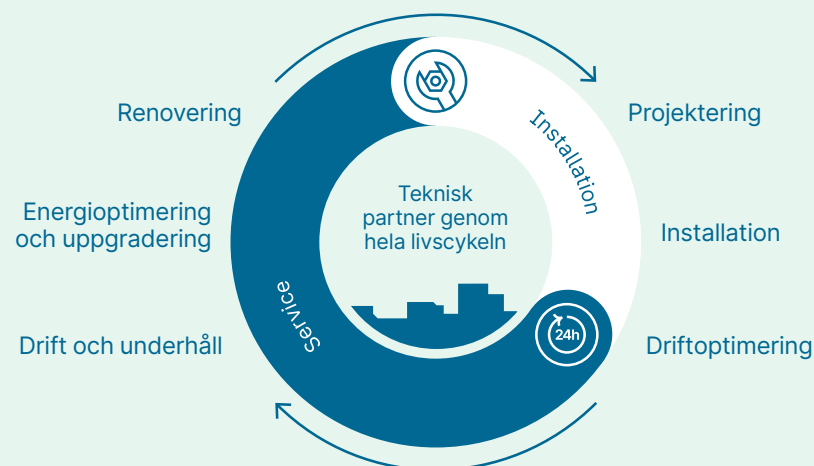 Renovering
Projektering
Installation
Teknisk
partner genom
hela livscykeln
Energioptimering
och uppgradering
Installation
Service
24h
Drift och underhåll
Driftoptimering